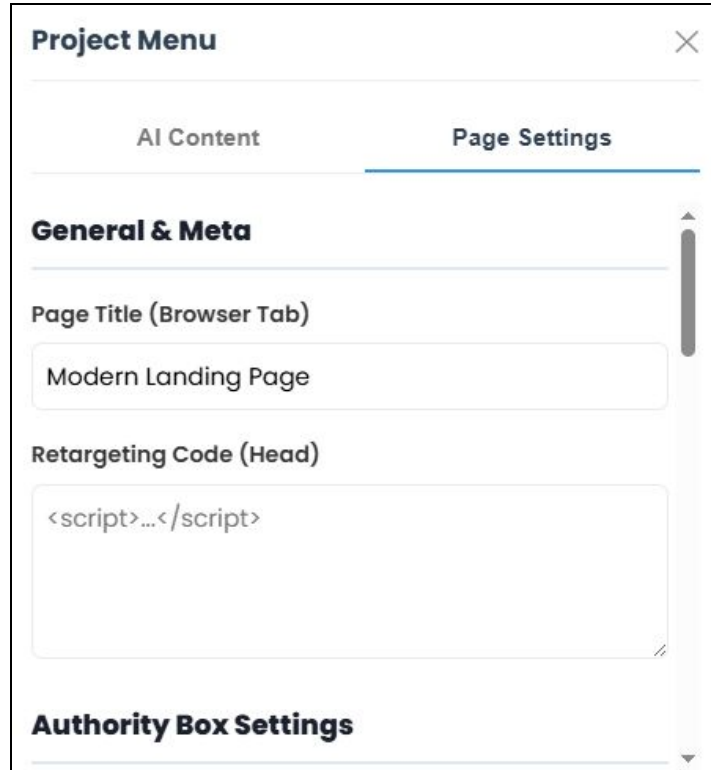 Project Menu
AI Content
Page Settings
General & Meta
Page Title (Browser Tab)
Modern Landing Page
Retargeting Code (Head)
<script>...</script>
Authority Box Settings